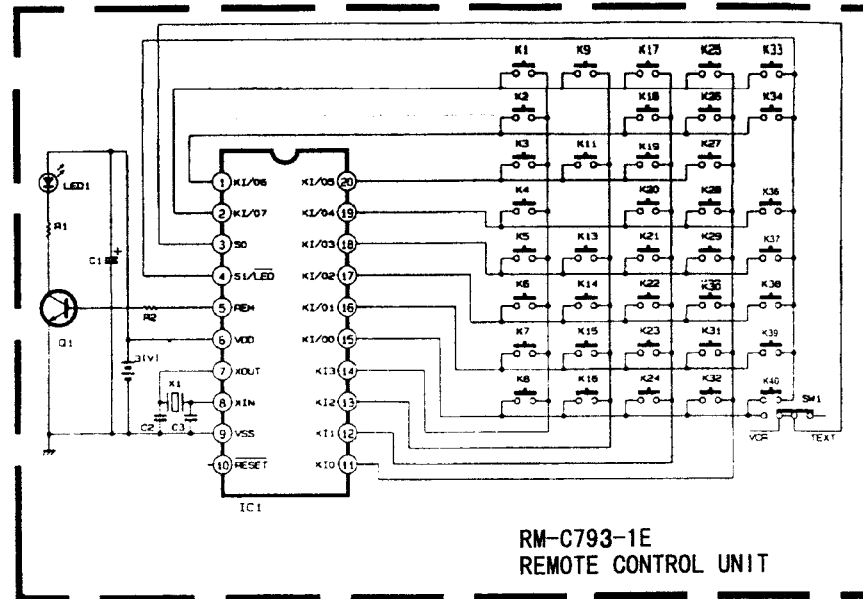 K1 K9 K17 K25 K33
K2 K18 K26 K34
K3 K11 K19 K27
K4 K20 K28 K36
K5 K13 K21 K29 K37
K6 K14 K22 K30 K38
K7 K15 K23 K31 K39
K8 K16 K24 K32 K40
SW1
VCR TEXT
LED1
R1
C1 +
Q1
R2
3(V)
X1
C2 C3
1 KI/O6 KI/O5 20
2 KI/O7 KI/O4 19
3 SO KI/O3 18
4 S1/LED KI/O2 17
5 REM KI/O1 16
6 VDD KI/O0 15
7 XOUT KI3 14
8 XIN KI2 13
9 VSS KI1 12
10 RESET KI0 11
IC1
RM-C793-1E
REMOTE CONTROL UNIT